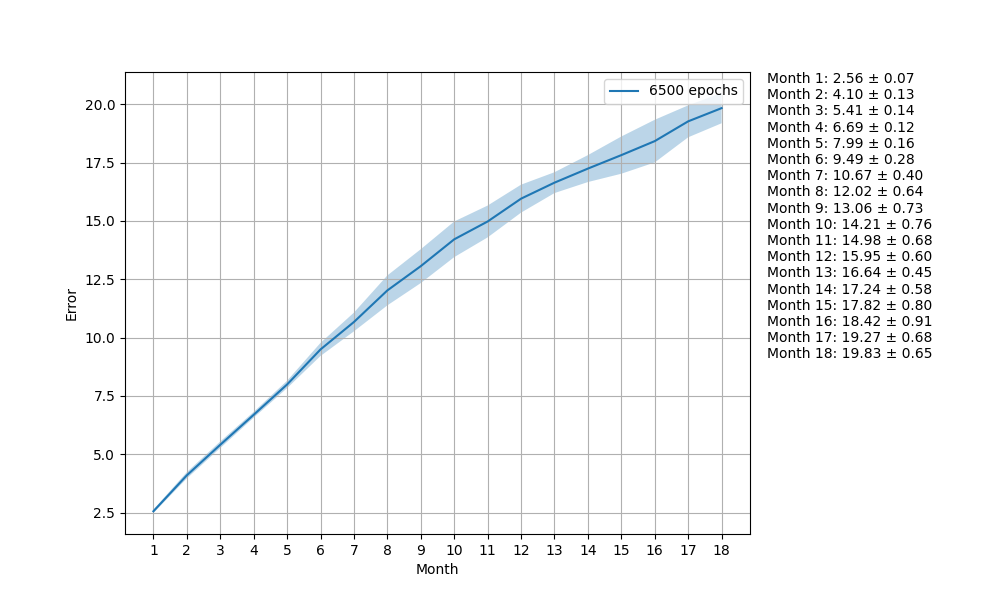 6500 epochs
20.0
17.5
15.0
12.5
10.0
7.5
5.0
2.5
Error
1 2 3 4 5 6 7 8 9 10 11 12 13 14 15 16 17 18
Month
Month 1: 2.56 ± 0.07
Month 2: 4.10 ± 0.13
Month 3: 5.41 ± 0.14
Month 4: 6.69 ± 0.12
Month 5: 7.99 ± 0.16
Month 6: 9.49 ± 0.28
Month 7: 10.67 ± 0.40
Month 8: 12.02 ± 0.64
Month 9: 13.06 ± 0.73
Month 10: 14.21 ± 0.76
Month 11: 14.98 ± 0.68
Month 12: 15.95 ± 0.60
Month 13: 16.64 ± 0.45
Month 14: 17.24 ± 0.58
Month 15: 17.82 ± 0.80
Month 16: 18.42 ± 0.91
Month 17: 19.27 ± 0.68
Month 18: 19.83 ± 0.65